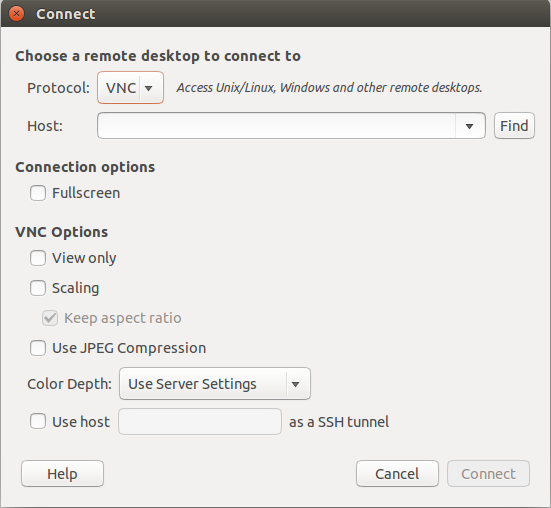 Connect
Choose a remote desktop to connect to
Protocol: VNC Access Unix/Linux, Windows and other remote desktops.
Host: Find
Connection options
Fullscreen
VNC Options
View only
Scaling
Keep aspect ratio
Use JPEG Compression
Color Depth: Use Server Settings
Use host as a SSH tunnel
Help Cancel Connect